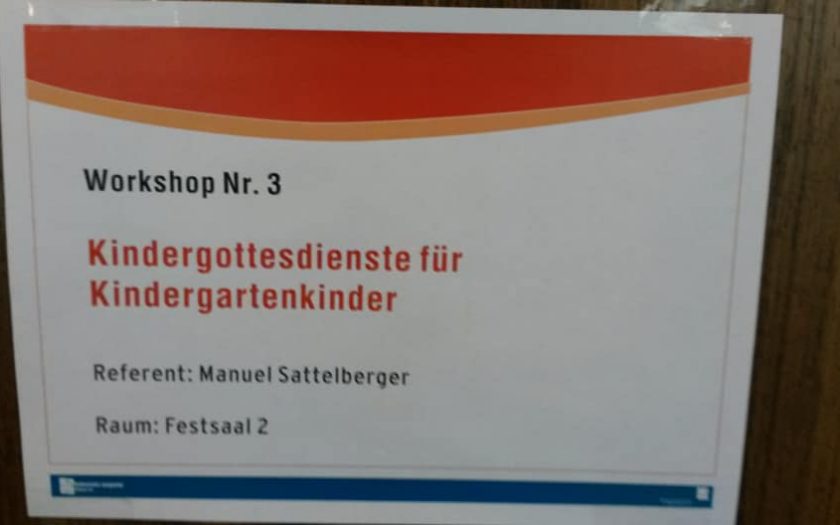 Workshop Nr. 3
Kindergottesdienste für
Kindergartenkinder
Referent: Manuel Sattelberger
Raum: Festsaal 2